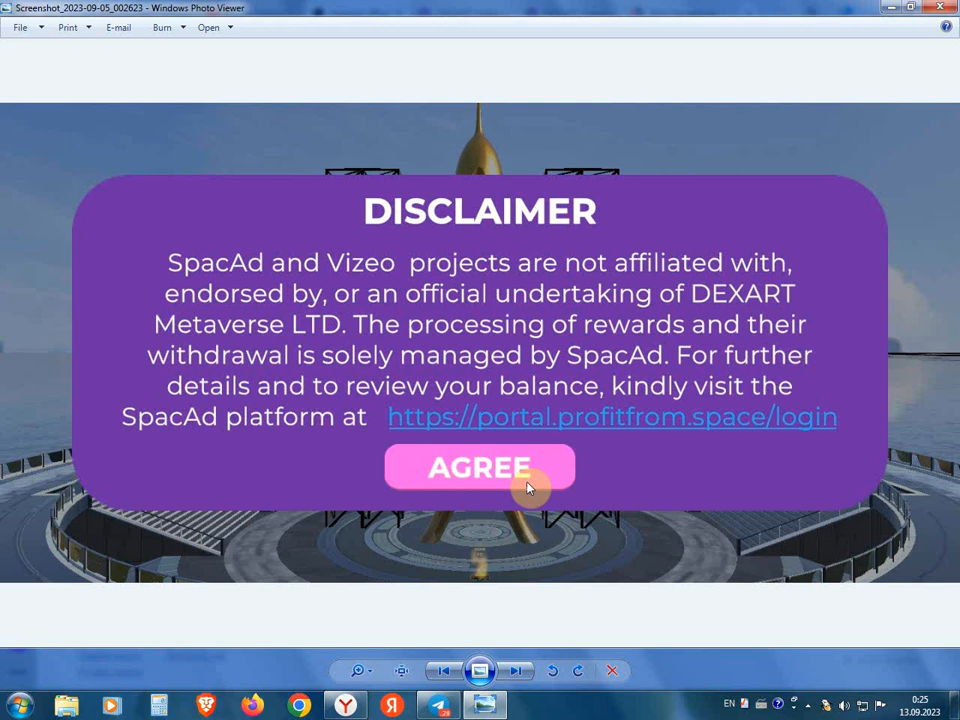 Screenshot_2023-09-05_002623 - Windows Photo Viewer
File Print E-mail Burn Open
DISCLAIMER
SpacAd and Vizeo projects are not affiliated with,
endorsed by, or an official undertaking of DEXART
Metaverse LTD. The processing of rewards and their
withdrawal is solely managed by SpacAd. For further
details and to review your balance, kindly visit the
SpacAd platform at https://portal.profitfrom.space/login
AGREE
EN
0:25
13.09.2023